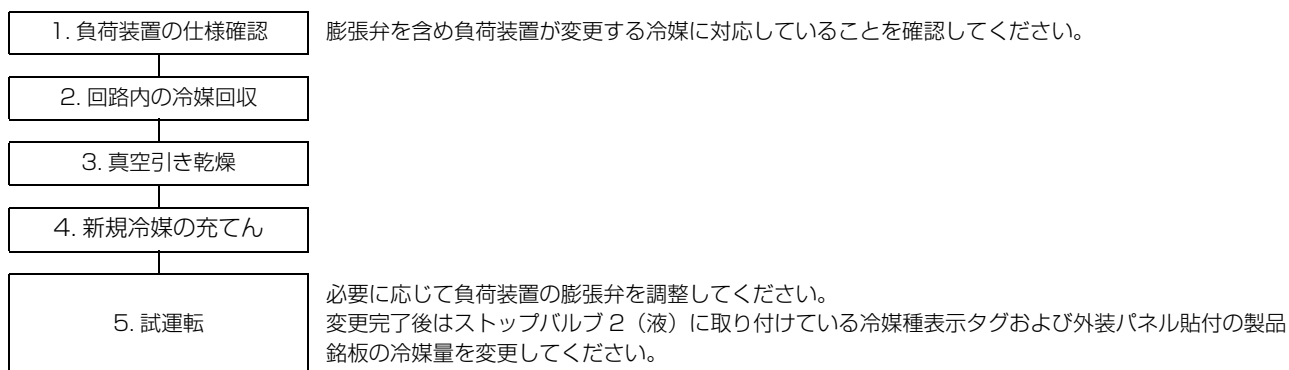 1. 負荷装置の仕様確認
膨張弁を含め負荷装置が変更する冷媒に対応していることを確認してください。
2. 回路内の冷媒回収
3. 真空引き乾燥
4. 新規冷媒の充てん
5. 試運転
必要に応じて負荷装置の膨張弁を調整してください。
変更完了後はストップバルブ 2（液）に取り付けている冷媒種表示タグおよび外装パネル貼付の製品
銘板の冷媒量を変更してください。